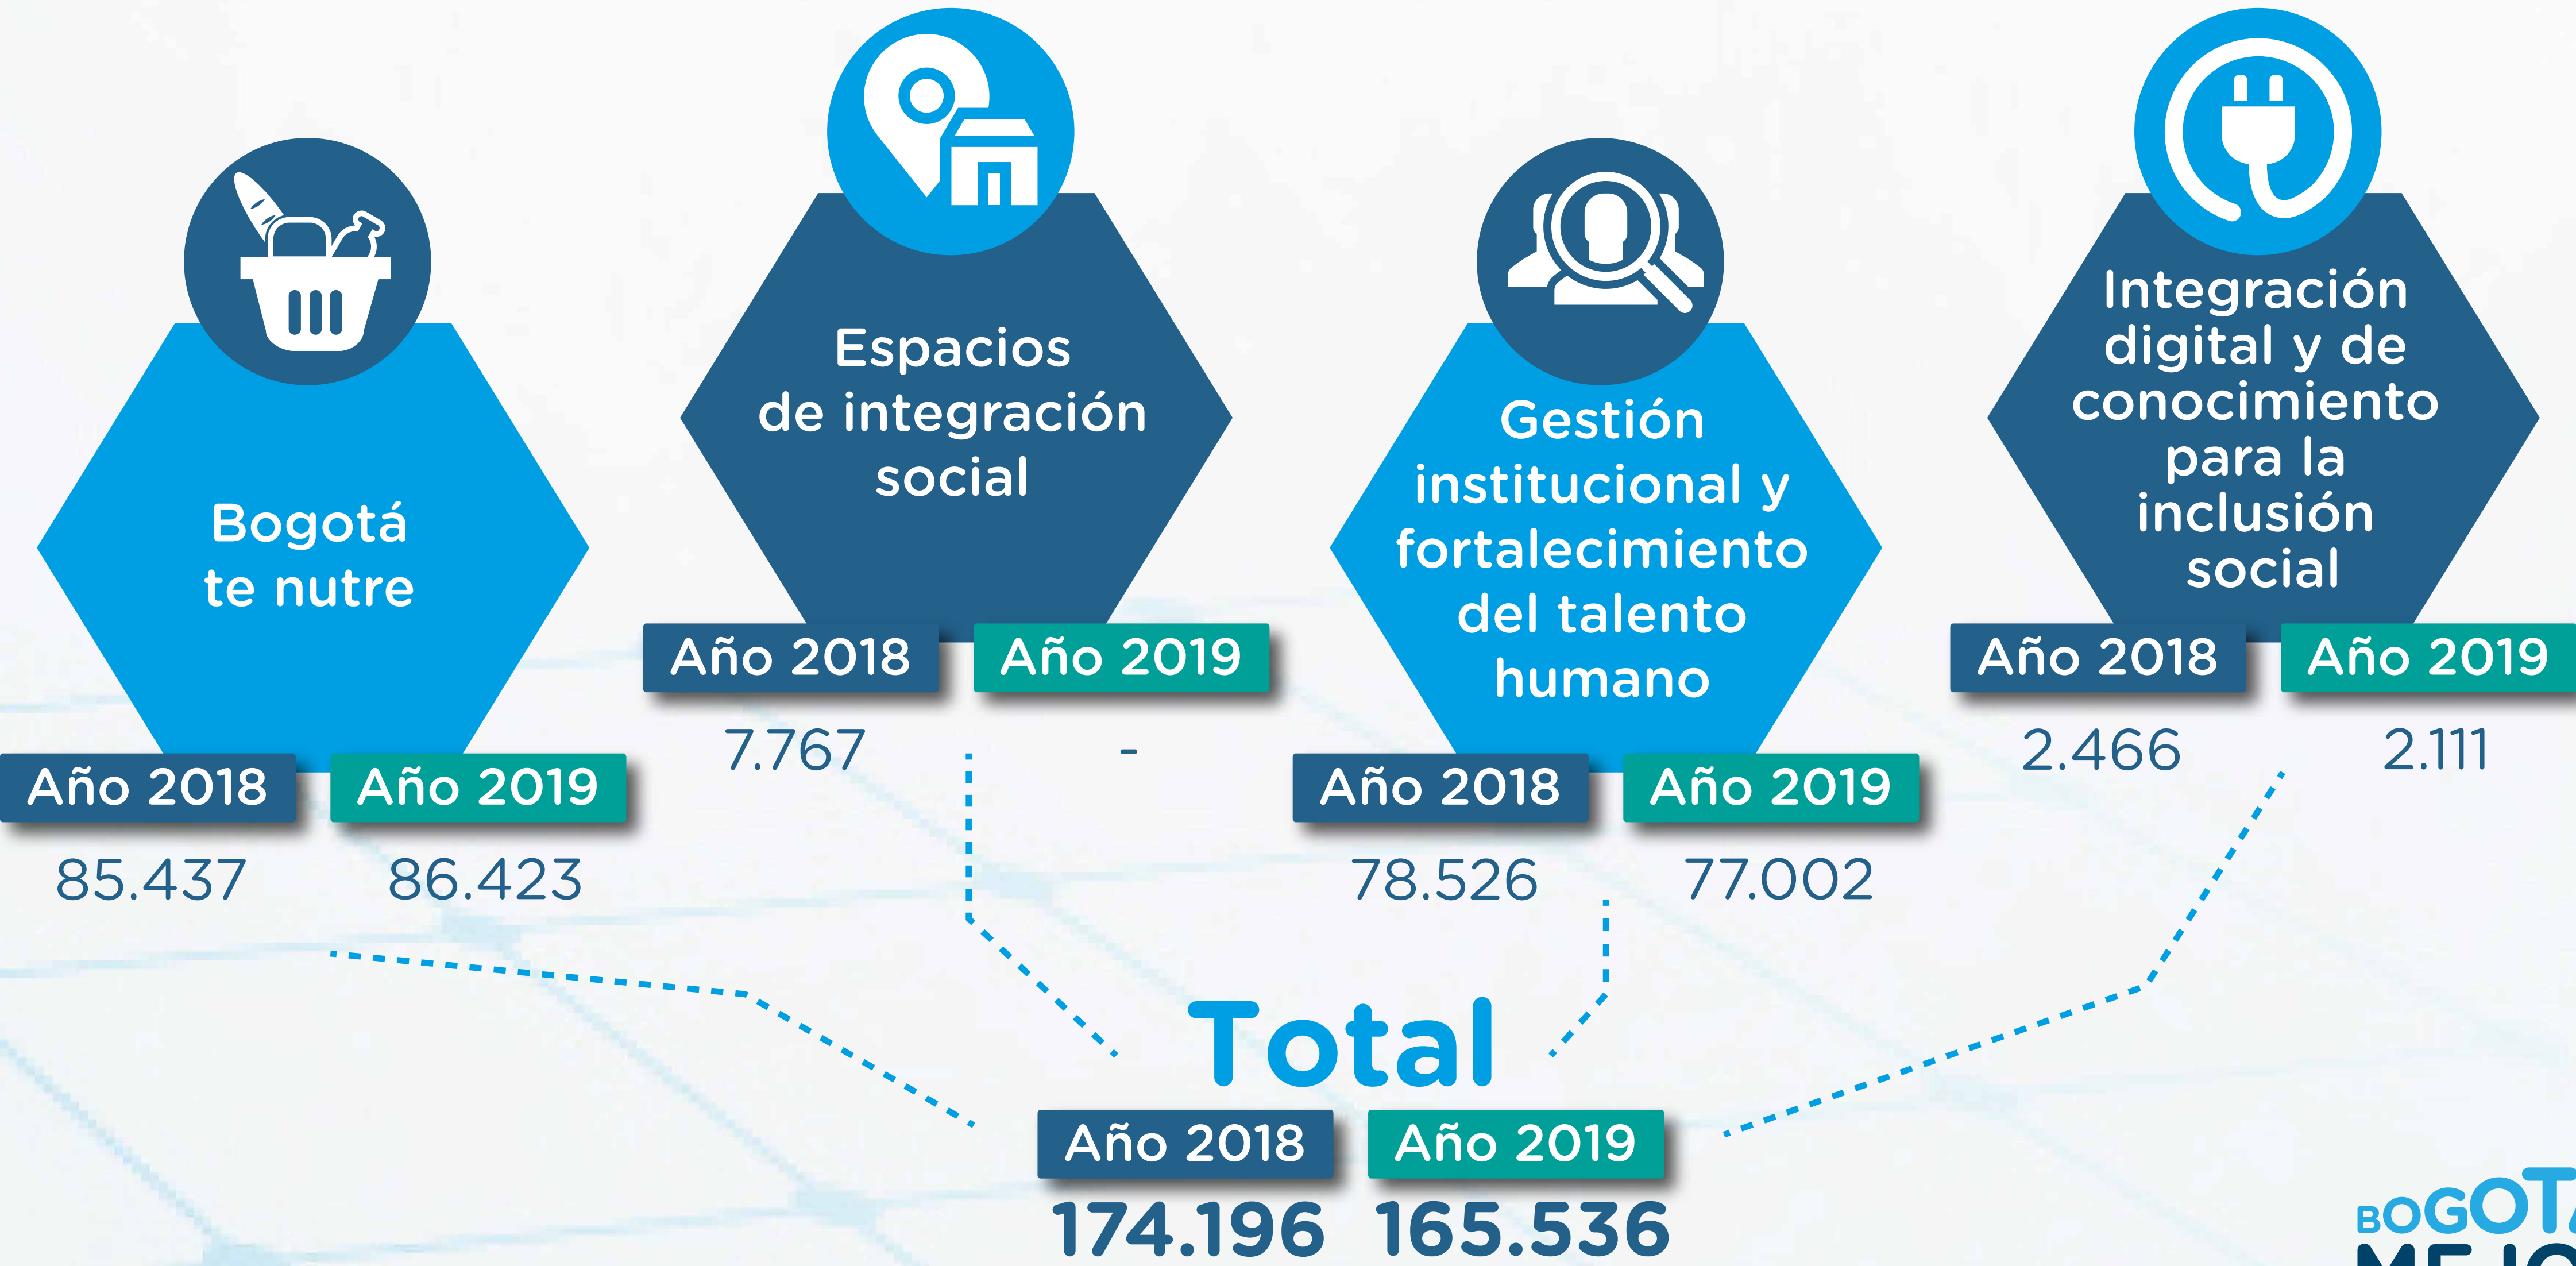 Bogotá
te nutre
Año 2018 Año 2019
85.437 86.423
Espacios
de integración
social
Año 2018 Año 2019
7.767 -
Gestión
institucional y
fortalecimiento
del talento
humano
Año 2018 Año 2019
78.526 77.002
Integración
digital y de
conocimiento
para la
inclusión
social
Año 2018 Año 2019
2.466 2.111
Total
Año 2018 Año 2019
174.196 165.536